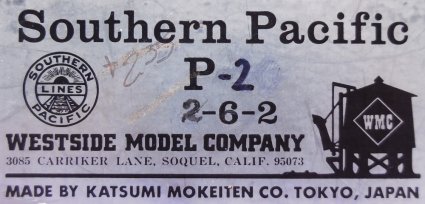 Southern Pacific
SOUTHERN
LINES
PACIFIC
P-2
2-6-2
WMC
WESTSIDE MODEL COMPANY
3085 CARRIKER LANE, SOQUEL, CALIF. 95073
MADE BY KATSUMI MOKEITEN CO. TOKYO, JAPAN